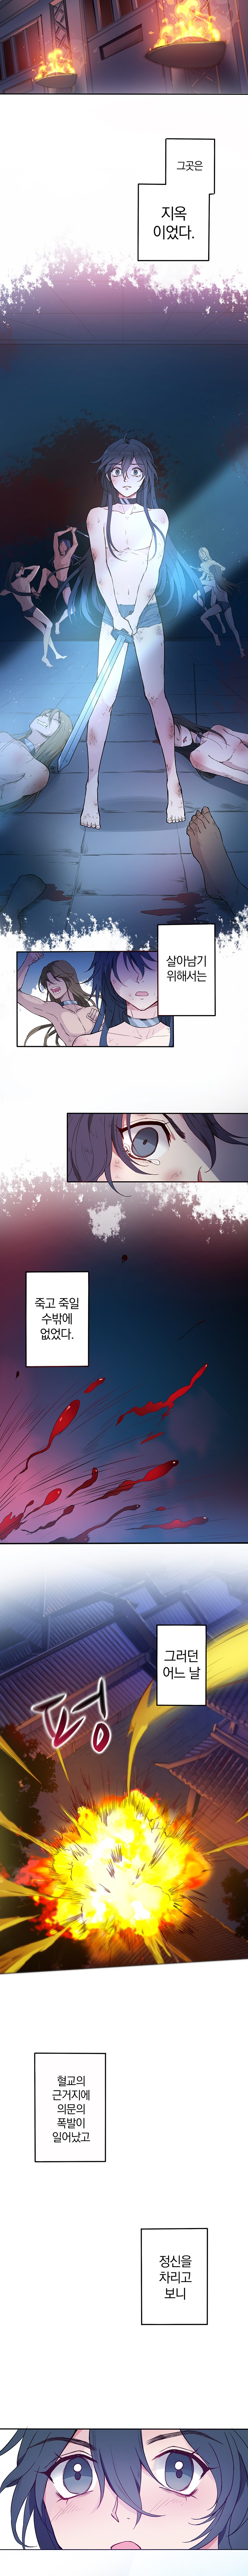 그곳은
지옥
이었다.
살아남기
위해서는
죽고 죽일
수밖에
없었다.
그러던
어느 날
펑
혈교의
근거지에
의문의
폭발이
일어났고
정신을
차리고
보니